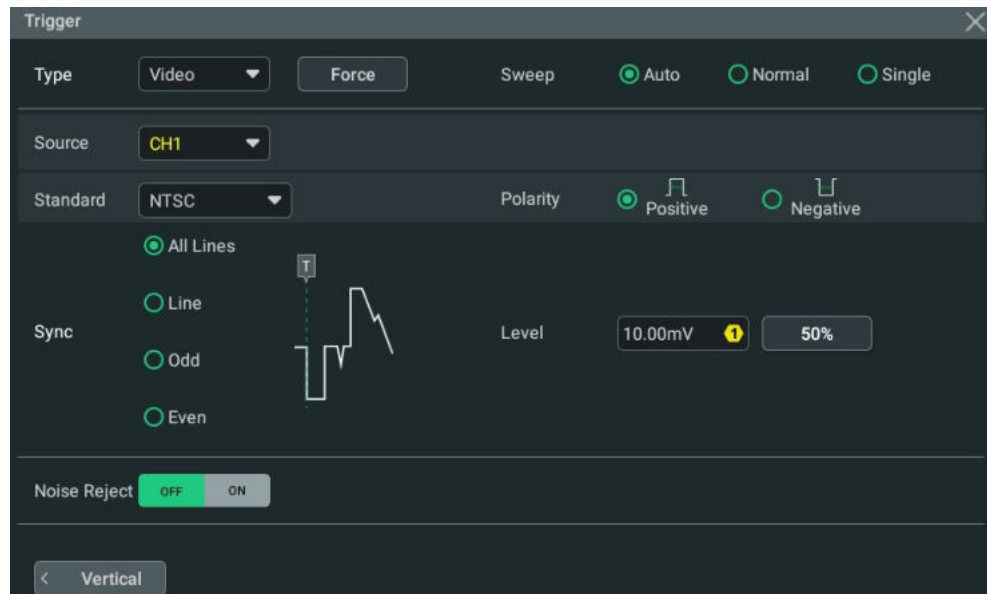 Trigger
Type Video Force Sweep Auto Normal Single
Source CH1
Standard NTSC Polarity Positive Negative
All Lines
T
Line
Sync Level 10.00mV 1 50%
Odd
Even
Noise Reject OFF ON
< Vertical